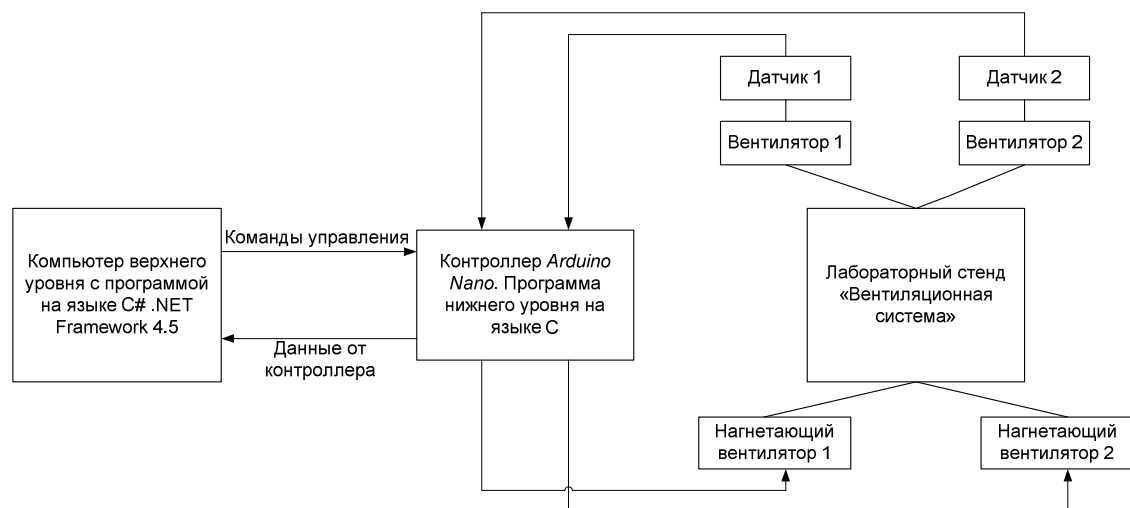 Датчик 1
Датчик 2
Вентилятор 1
Вентилятор 2
Команды управления
Компьютер верхнего
уровня с программой
на языке C# .NET
Framework 4.5
Контроллер Arduino
Nano. Программа
нижнего уровня на
языке C
Лабораторный стенд
«Вентиляционная
система»
Данные от
контроллера
Нагнетающий
вентилятор 1
Нагнетающий
вентилятор 2